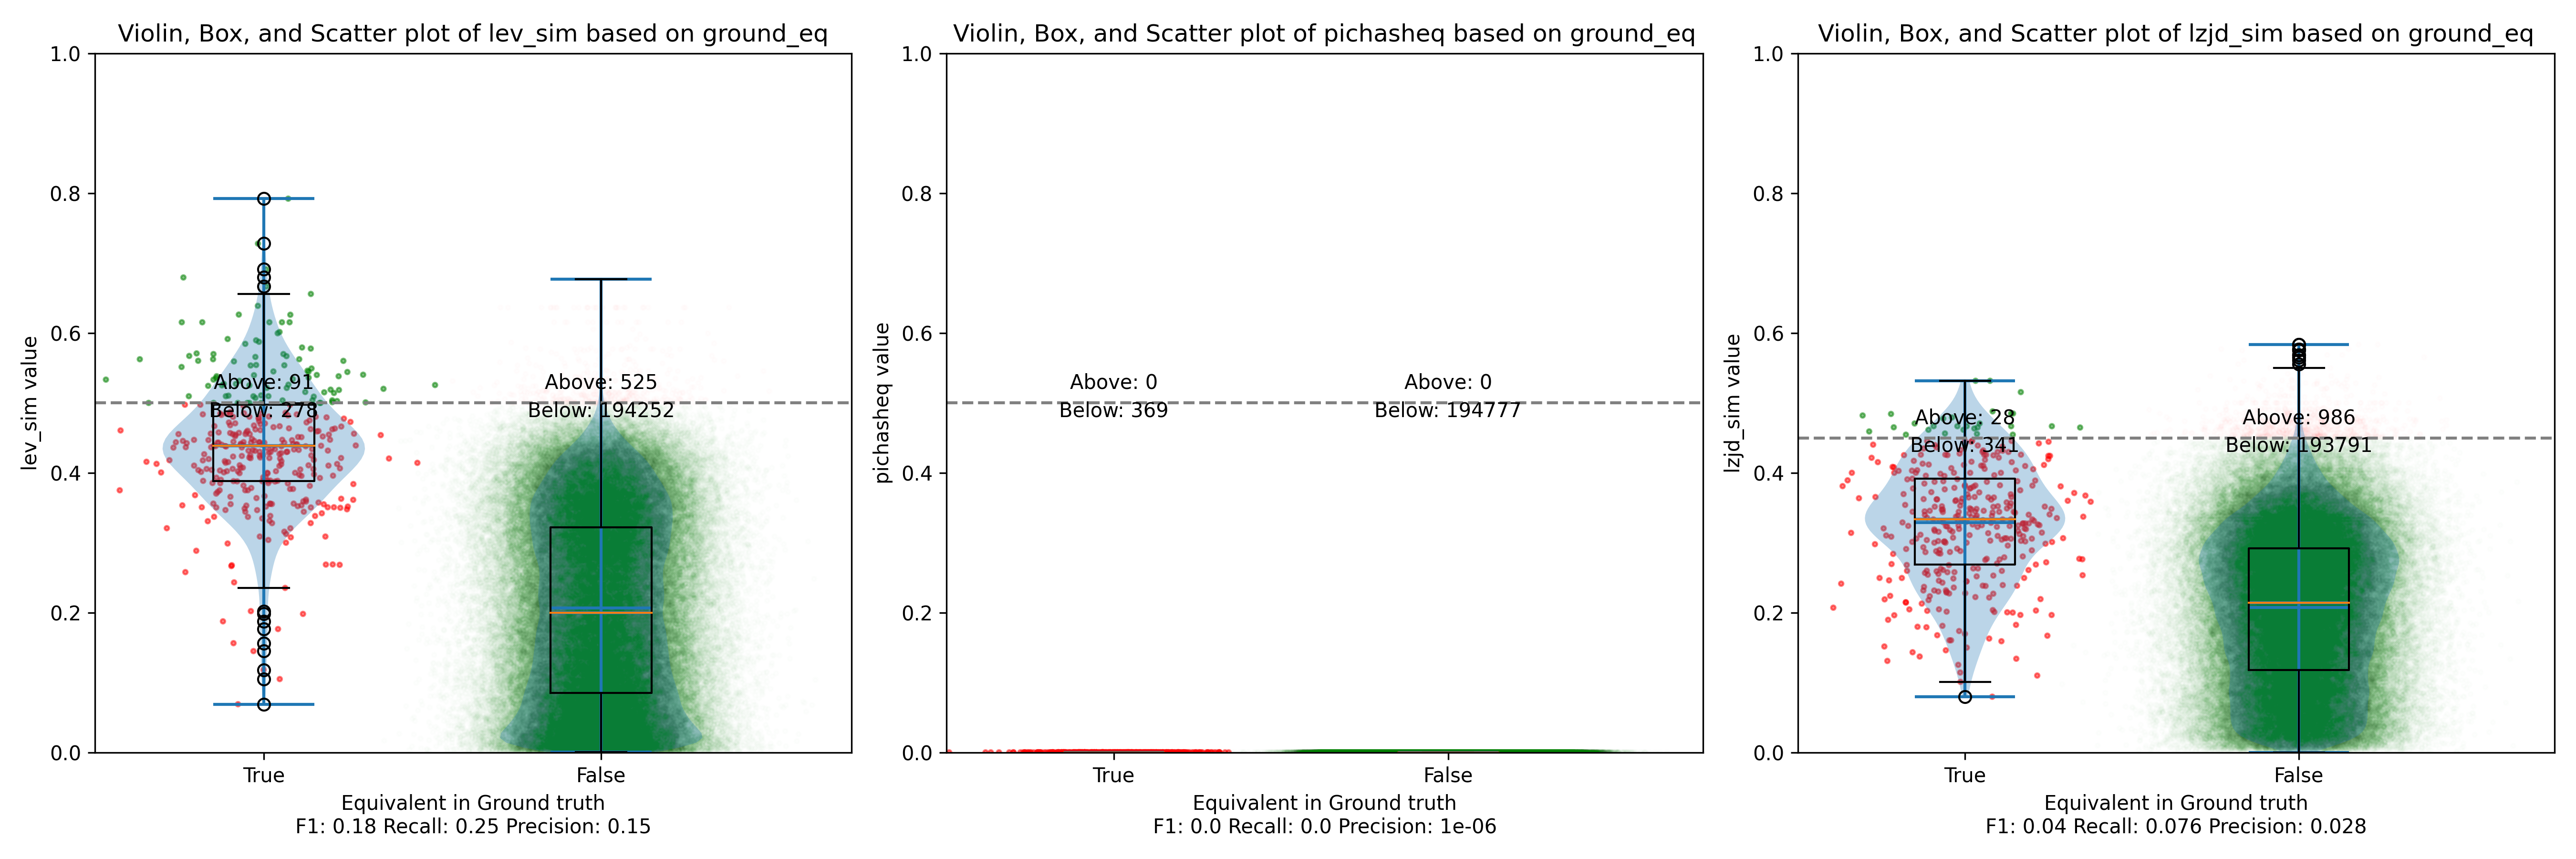 Violin, Box, and Scatter plot of lev_sim based on ground_eq
1.0
0.8
0.6
0.4
0.2
0.0
lev_sim value
Above: 91
Below: 278
Above: 525
Below: 194252
True
False
Equivalent in Ground truth
F1: 0.18 Recall: 0.25 Precision: 0.15
Violin, Box, and Scatter plot of pichasheq based on ground_eq
1.0
0.8
0.6
0.4
0.2
0.0
pichasheq value
Above: 0
Below: 369
Above: 0
Below: 194777
True
False
Equivalent in Ground truth
F1: 0.0 Recall: 0.0 Precision: 1e-06
Violin, Box, and Scatter plot of lzjd_sim based on ground_eq
1.0
0.8
0.6
0.4
0.2
0.0
lzjd_sim value
Above: 28
Below: 341
Above: 986
Below: 193791
True
False
Equivalent in Ground truth
F1: 0.04 Recall: 0.076 Precision: 0.028